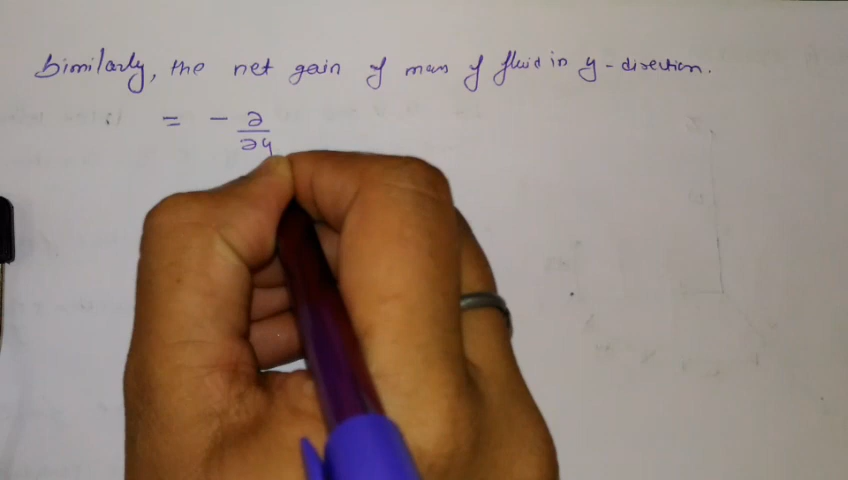 Similarly, the net gain of mass of fluid in y-direction.
= - ∂/∂y